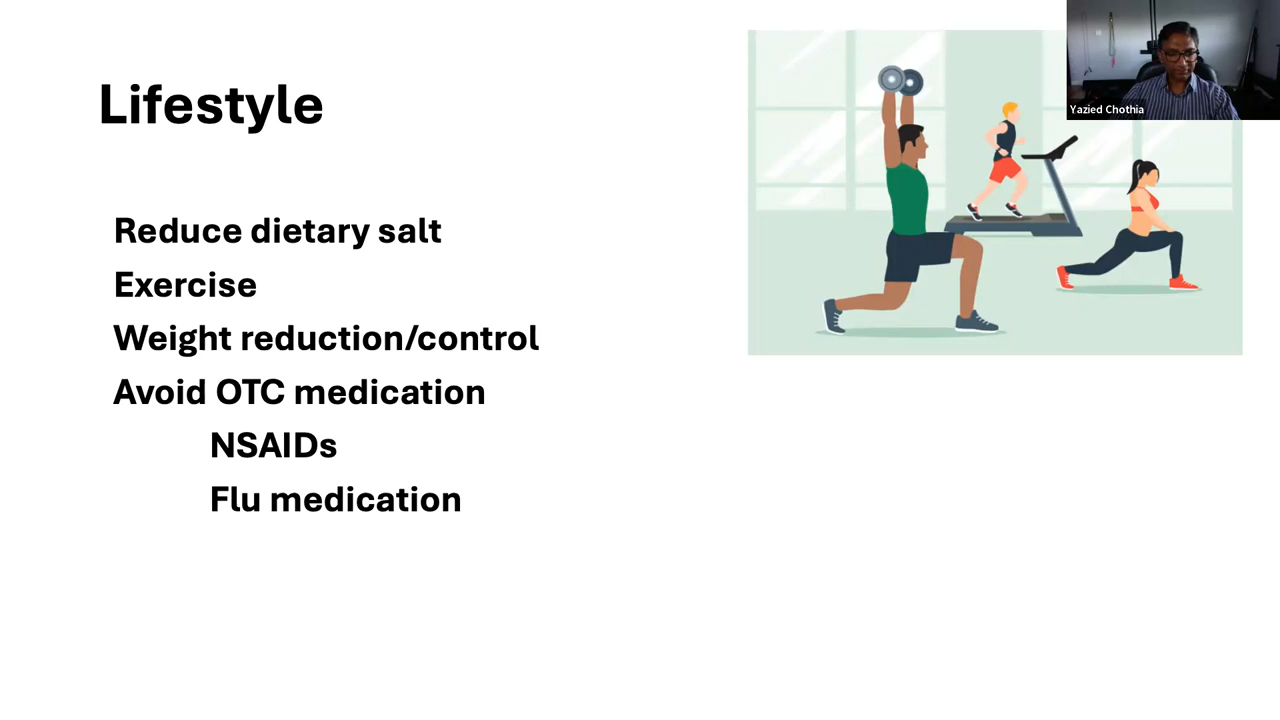 Lifestyle
Yazied Chothia
Reduce dietary salt
Exercise
Weight reduction/control
Avoid OTC medication
NSAIDs
Flu medication